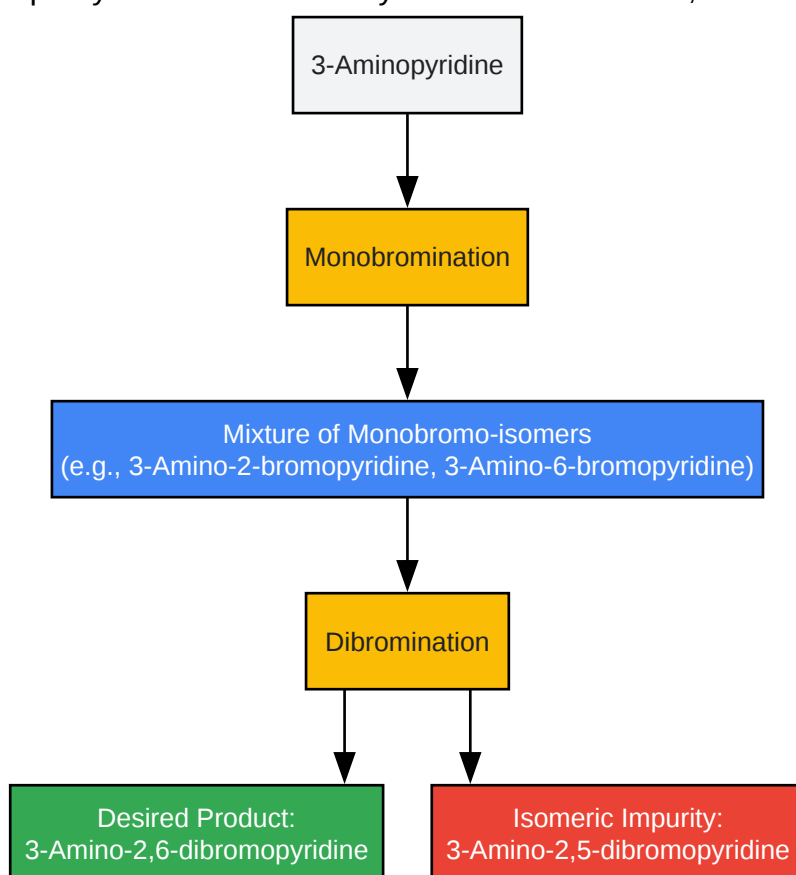 3-Aminopyridine
Monobromination
Mixture of Monobromo-isomers
(e.g., 3-Amino-2-bromopyridine, 3-Amino-6-bromopyridine)
Dibromination
Desired Product:
3-Amino-2,6-dibromopyridine
Isomeric Impurity:
3-Amino-2,5-dibromopyridine